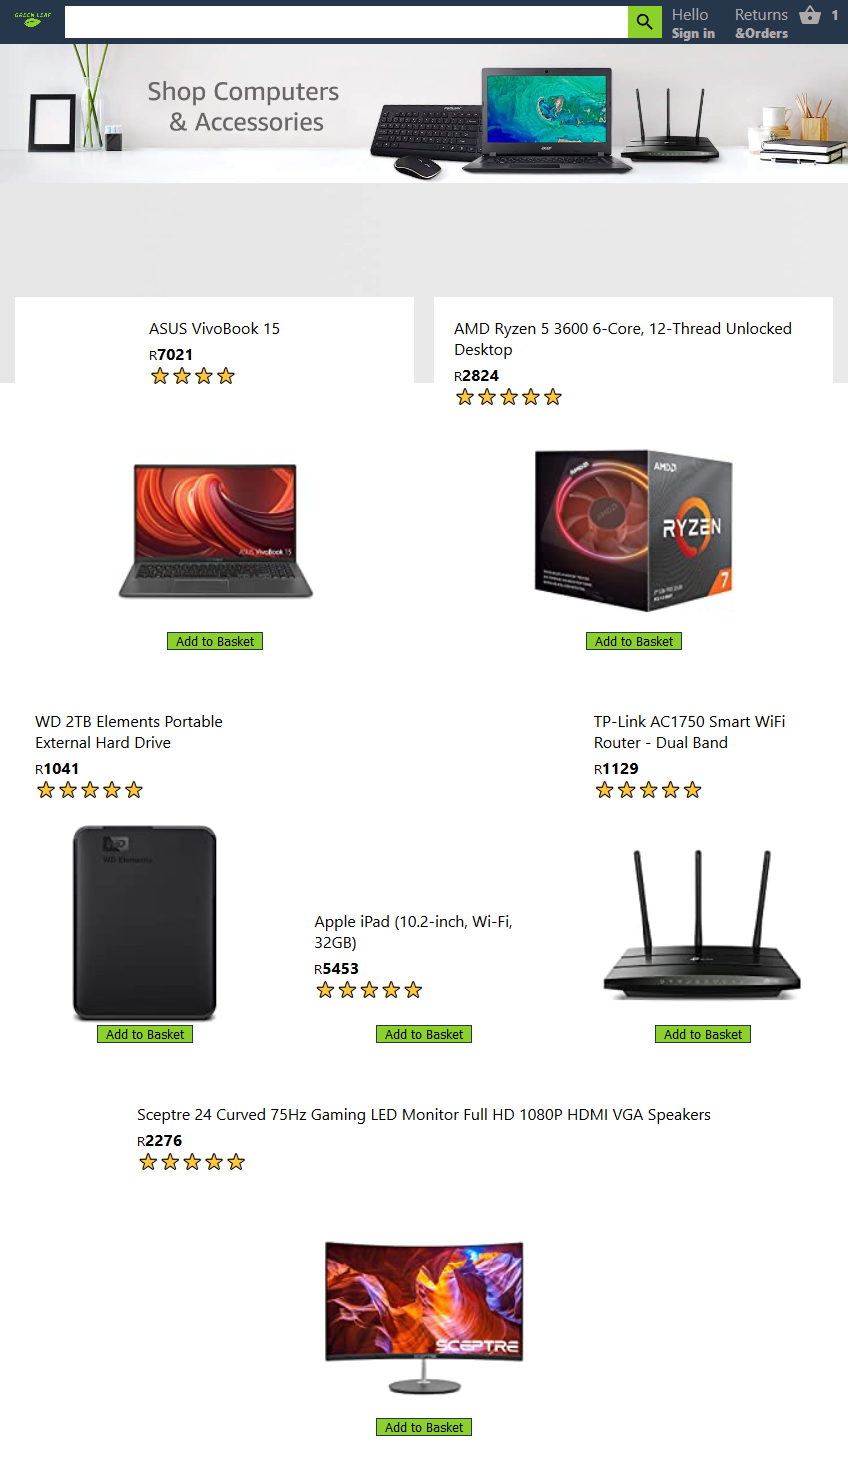 GREEN LEAF
Hello
Sign in
Returns
&Orders
1
Shop Computers
& Accessories
ASUS VivoBook 15
R7021
AMD Ryzen 5 3600 6-Core, 12-Thread Unlocked
Desktop
R2824
ASUS VivoBook 15
AMD
RYZEN
7
Add to Basket
Add to Basket
WD 2TB Elements Portable
External Hard Drive
R1041
TP-Link AC1750 Smart WiFi
Router - Dual Band
R1129
WD
WD Elements
Apple iPad (10.2-inch, Wi-Fi,
32GB)
R5453
Add to Basket
Add to Basket
Add to Basket
Sceptre 24 Curved 75Hz Gaming LED Monitor Full HD 1080P HDMI VGA Speakers
R2276
SCEPTRE
Add to Basket